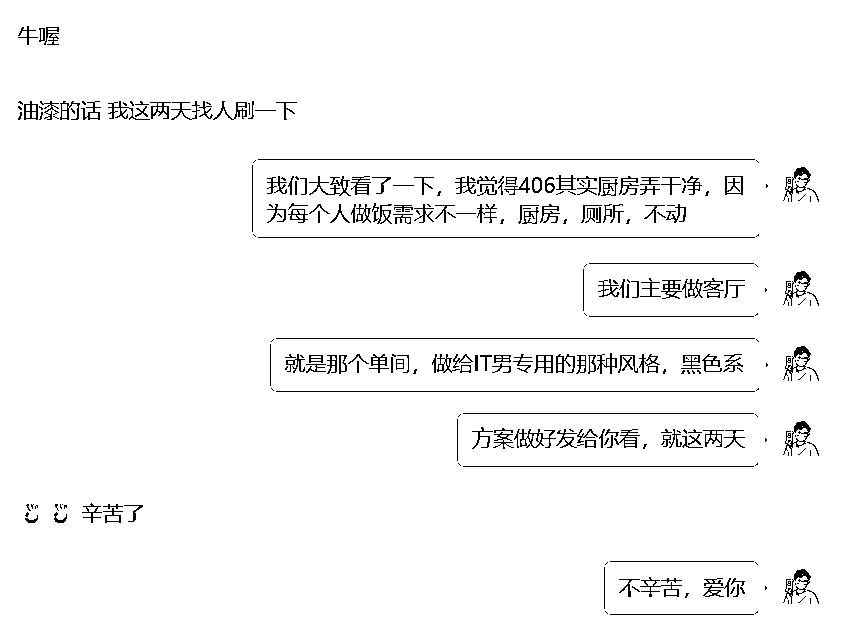 牛喔
油漆的话 我这两天找人刷一下
我们大致看了一下，我觉得406其实厨房弄干净，因
为每个人做饭需求不一样，厨房，厕所，不动
我们主要做客厅
就是那个单间，做给IT男专用的那种风格，黑色系
方案做好发给你看，就这两天
辛苦了
不辛苦，爱你